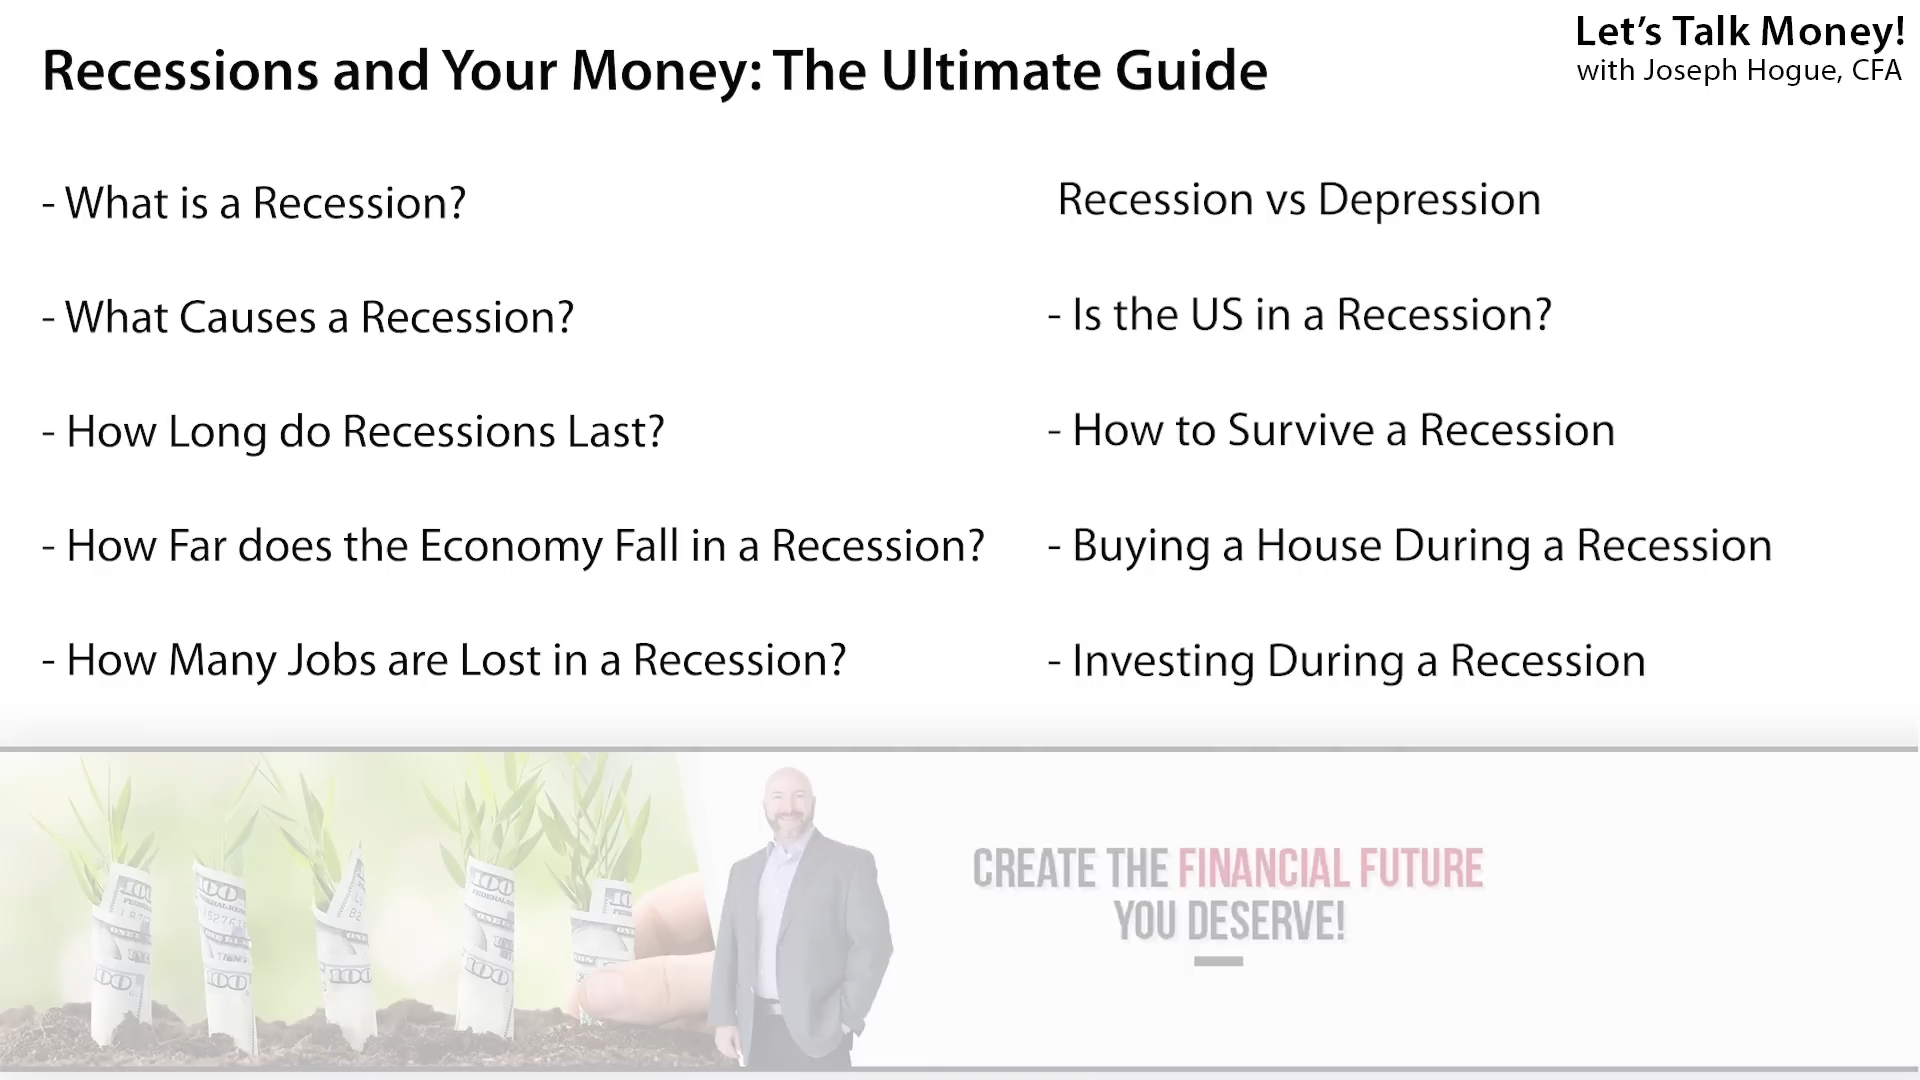 Recessions and Your Money: The Ultimate Guide
Let's Talk Money!
with Joseph Hogue, CFA
- What is a Recession?
- What Causes a Recession?
- How Long do Recessions Last?
- How Far does the Economy Fall in a Recession?
- How Many Jobs are Lost in a Recession?
Recession vs Depression
- Is the US in a Recession?
- How to Survive a Recession
- Buying a House During a Recession
- Investing During a Recession
CREATE THE FINANCIAL FUTURE
YOU DESERVE!